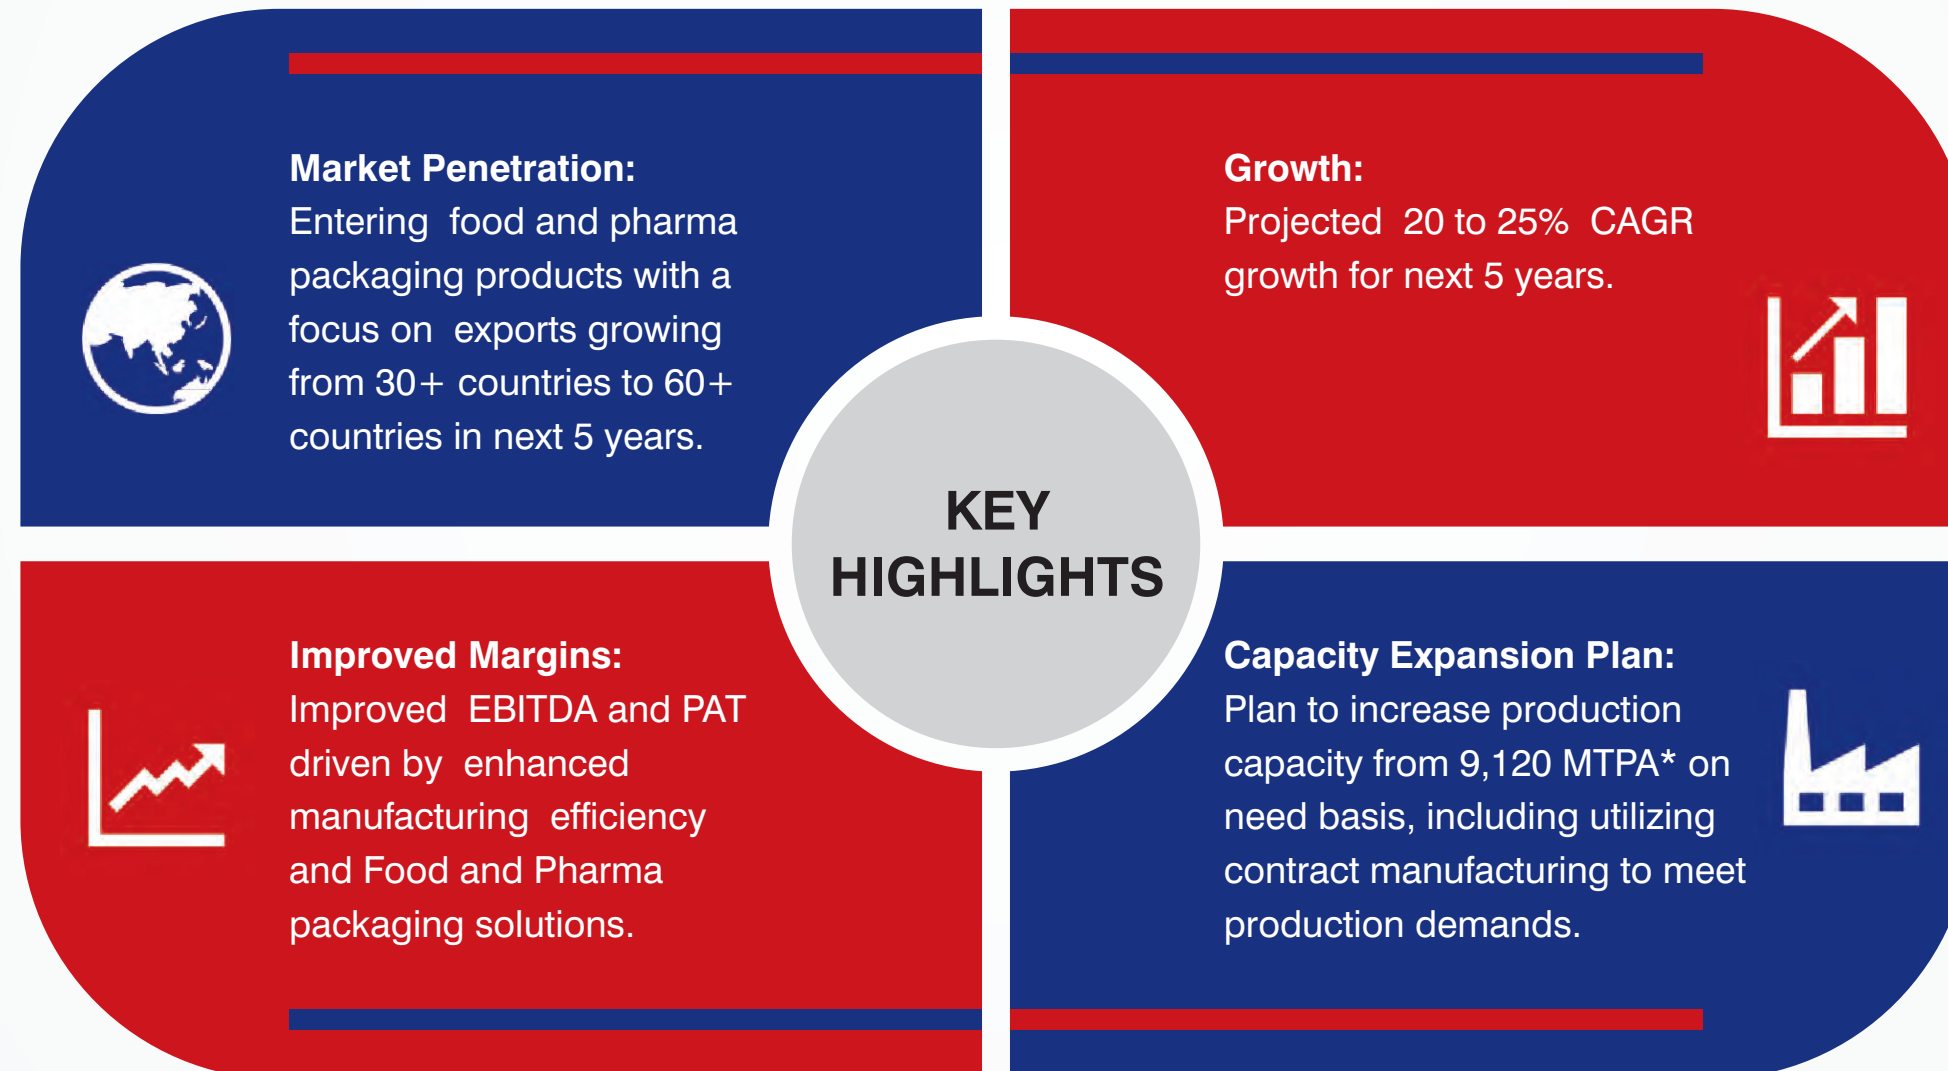 Market Penetration:
Entering food and pharma
packaging products with a
focus on exports growing
from 30+ countries to 60+
countries in next 5 years.
Growth:
Projected 20 to 25% CAGR
growth for next 5 years.
KEY
HIGHLIGHTS
Improved Margins:
Improved EBITDA and PAT
driven by enhanced
manufacturing efficiency
and Food and Pharma
packaging solutions.
Capacity Expansion Plan:
Plan to increase production
capacity from 9,120 MTPA* on
need basis, including utilizing
contract manufacturing to meet
production demands.